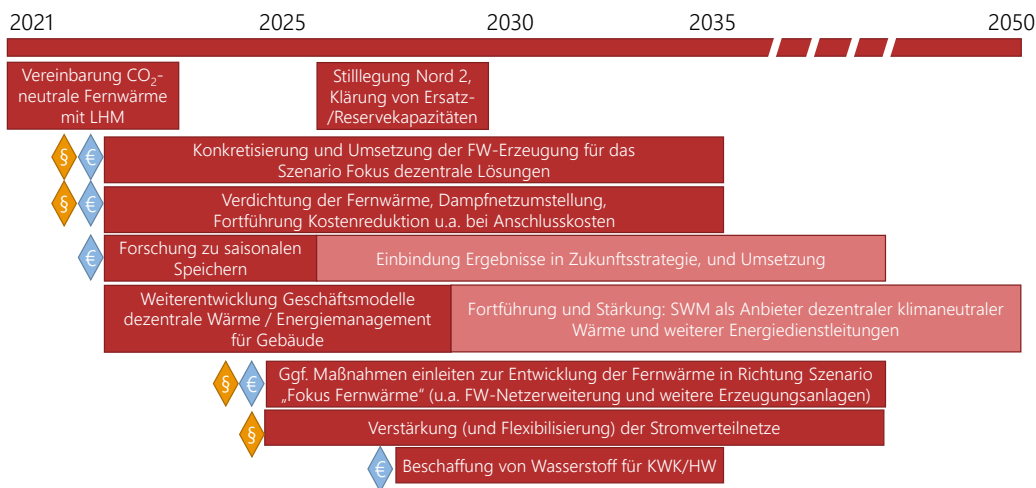 2021 2025 2030 2035 2050
Vereinbarung CO₂-
neutrale Fernwärme
mit LHM
Stilllegung Nord 2,
Klärung von Ersatz-
/Reservekapazitäten
§ €
Konkretisierung und Umsetzung der FW-Erzeugung für das
Szenario Fokus dezentrale Lösungen
§ €
Verdichtung der Fernwärme, Dampfnetzumstellung,
Fortführung Kostenreduktion u.a. bei Anschlusskosten
€
Forschung zu saisonalen
Speichern
Einbindung Ergebnisse in Zukunftsstrategie, und Umsetzung
Weiterentwicklung Geschäftsmodelle
dezentrale Wärme / Energiemanagement
für Gebäude
Fortführung und Stärkung: SWM als Anbieter dezentraler klimaneutraler
Wärme und weiterer Energiedienstleitungen
§ €
Ggf. Maßnahmen einleiten zur Entwicklung der Fernwärme in Richtung Szenario
„Fokus Fernwärme“ (u.a. FW-Netzerweiterung und weitere Erzeugungsanlagen)
§
Verstärkung (und Flexibilisierung) der Stromverteilnetze
€
Beschaffung von Wasserstoff für KWK/HW